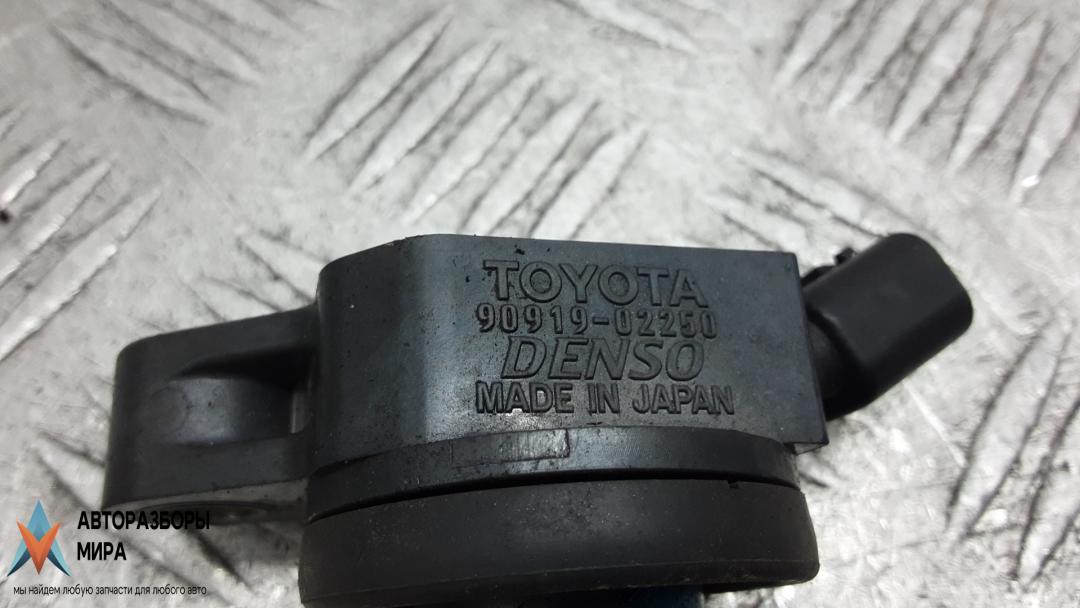 TOYOTA
90919-02250
DENSO
MADE IN JAPAN
АВТОРАЗБОРЫ
МИРА
мы найдем любую запчасти для любого авто